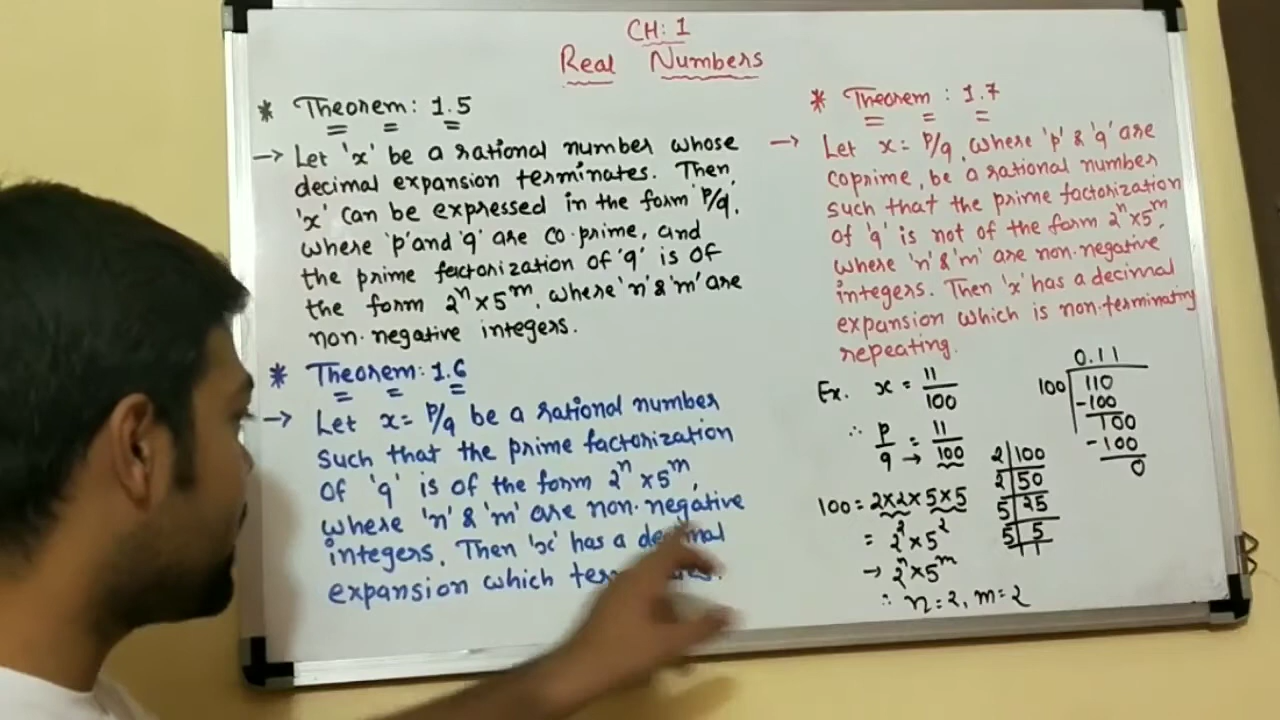 CH: 1
Real Numbers
* Theorem: 1.5
→ Let 'x' be a rational number whose
decimal expansion terminates. Then
'x' can be expressed in the form P/q,
where 'p' and 'q' are co.prime, and
the prime factorization of 'q' is of
the form 2ⁿ×5ᵐ, where 'n' & 'm' are
non-negative integers.
* Theorem: 1.6
→ Let x= P/q be a rational number
such that the prime factorization
of 'q' is of the form 2ⁿ×5ᵐ,
where 'n' & 'm' are non-negative
integers. Then 'x' has a decimal
expansion which
* Theorem : 1.7
→ Let x= P/q, where 'p' & 'q' are
coprime, be a rational number
such that the prime factorization
of 'q' is not of the form 2ⁿ×5ᵐ
where 'n' & 'm' are non-negative
integers. Then 'x' has a decimal
expansion which is non-terminating
repeating.
Ex. x = 11/100
∴ P/q = 11/100
→
100 = 2×2×5×5
= 2²×5²
→ 2ⁿ×5ᵐ
∴ n=2, m=2
2 | 100
2 | 50
5 | 25
5 | 5
1
0.11
100 | 110
-100
100
-100
0